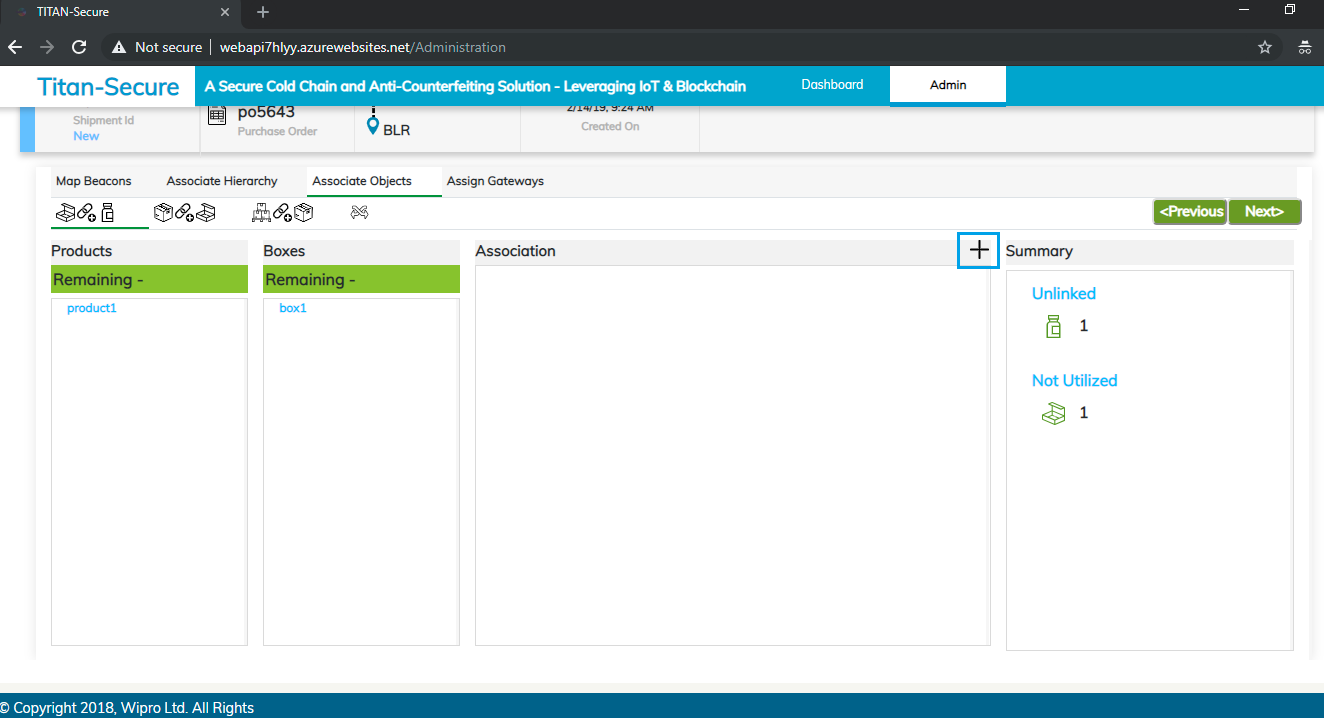 TITAN-Secure
Not secure | webapi7hlyy.azurewebsites.net/Administration
Titan-Secure
A Secure Cold Chain and Anti-Counterfeiting Solution - Leveraging IoT & Blockchain
Dashboard
Admin
Shipment Id
New
po5643
Purchase Order
BLR
2/14/19, 9:24 AM
Created On
Map Beacons
Associate Hierarchy
Associate Objects
Assign Gateways
<Previous
Next>
Products
Remaining -
product1
Boxes
Remaining -
box1
Association
Summary
Unlinked
1
Not Utilized
1
© Copyright 2018, Wipro Ltd. All Rights